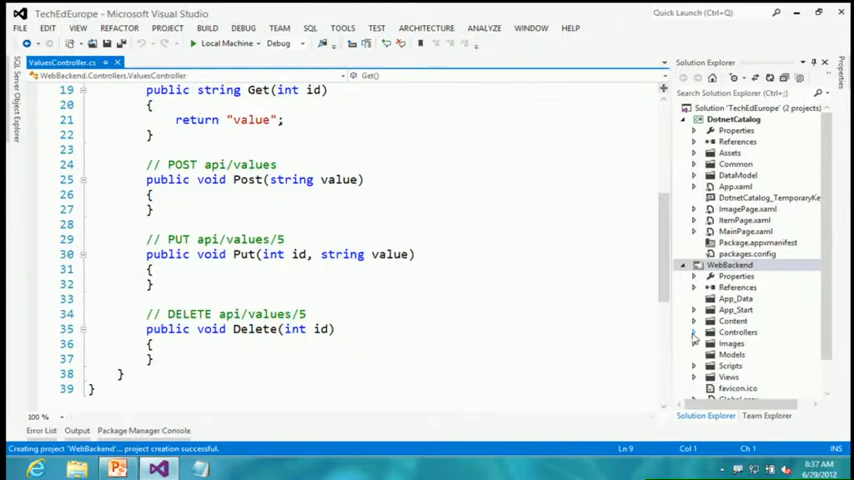 TechEdEurope - Microsoft Visual Studio
Quick Launch (Ctrl+Q)
FILE EDIT VIEW REFACTOR PROJECT BUILD DEBUG TEAM SQL TOOLS TEST ARCHITECTURE ANALYZE WINDOW HELP
Local Machine Debug
SQL Server Object Explorer
ValuesController.cs
WebBackend.Controllers.ValuesController
Get()
19 public string Get(int id)
20 {
21 return "value";
22 }
23
24 // POST api/values
25 public void Post(string value)
26 {
27 }
28
29 // PUT api/values/5
30 public void Put(int id, string value)
31 {
32 }
33
34 // DELETE api/values/5
35 public void Delete(int id)
36 {
37 }
38 }
39 }
100 %
Solution Explorer
Search Solution Explorer (Ctrl+;)
Solution 'TechEdEurope' (2 projects)
DotnetCatalog
Properties
References
Assets
Common
DataModel
App.xaml
DotnetCatalog_TemporaryKe
ImagePage.xaml
ItemPage.xaml
MainPage.xaml
Package.appxmanifest
packages.config
WebBackend
Properties
References
App_Data
App_Start
Content
Controllers
Images
Models
Scripts
Views
favicon.ico
Solution Explorer Team Explorer
Properties
Error List Output Package Manager Console
Creating project 'WebBackend'... project creation successful.
Ln 9 Col 1 Ch 1 INS
8:37 AM
6/29/2012